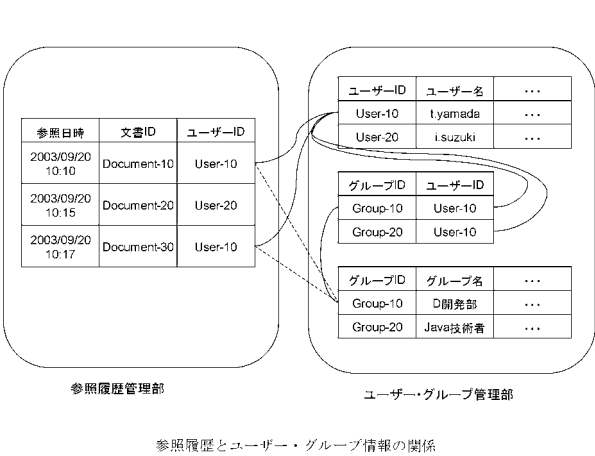 参照日時 文書ID ユーザーID
2003/09/20 10:10 Document-10 User-10
2003/09/20 10:15 Document-20 User-20
2003/09/20 10:17 Document-30 User-10
参照履歴管理部
ユーザーID ユーザー名 ···
User-10 t.yamada ···
User-20 i.suzuki ···
グループID ユーザーID
Group-10 User-10
Group-20 User-10
グループID グループ名 ···
Group-10 D開発部 ···
Group-20 Java技術者 ···
ユーザー・グループ管理部
参照履歴とユーザー・グループ情報の関係